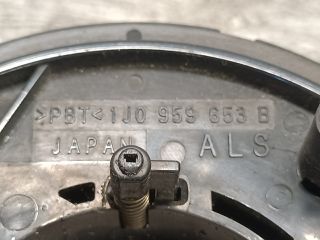 >PBT< 1J0 959 653 B
JAPAN ALS